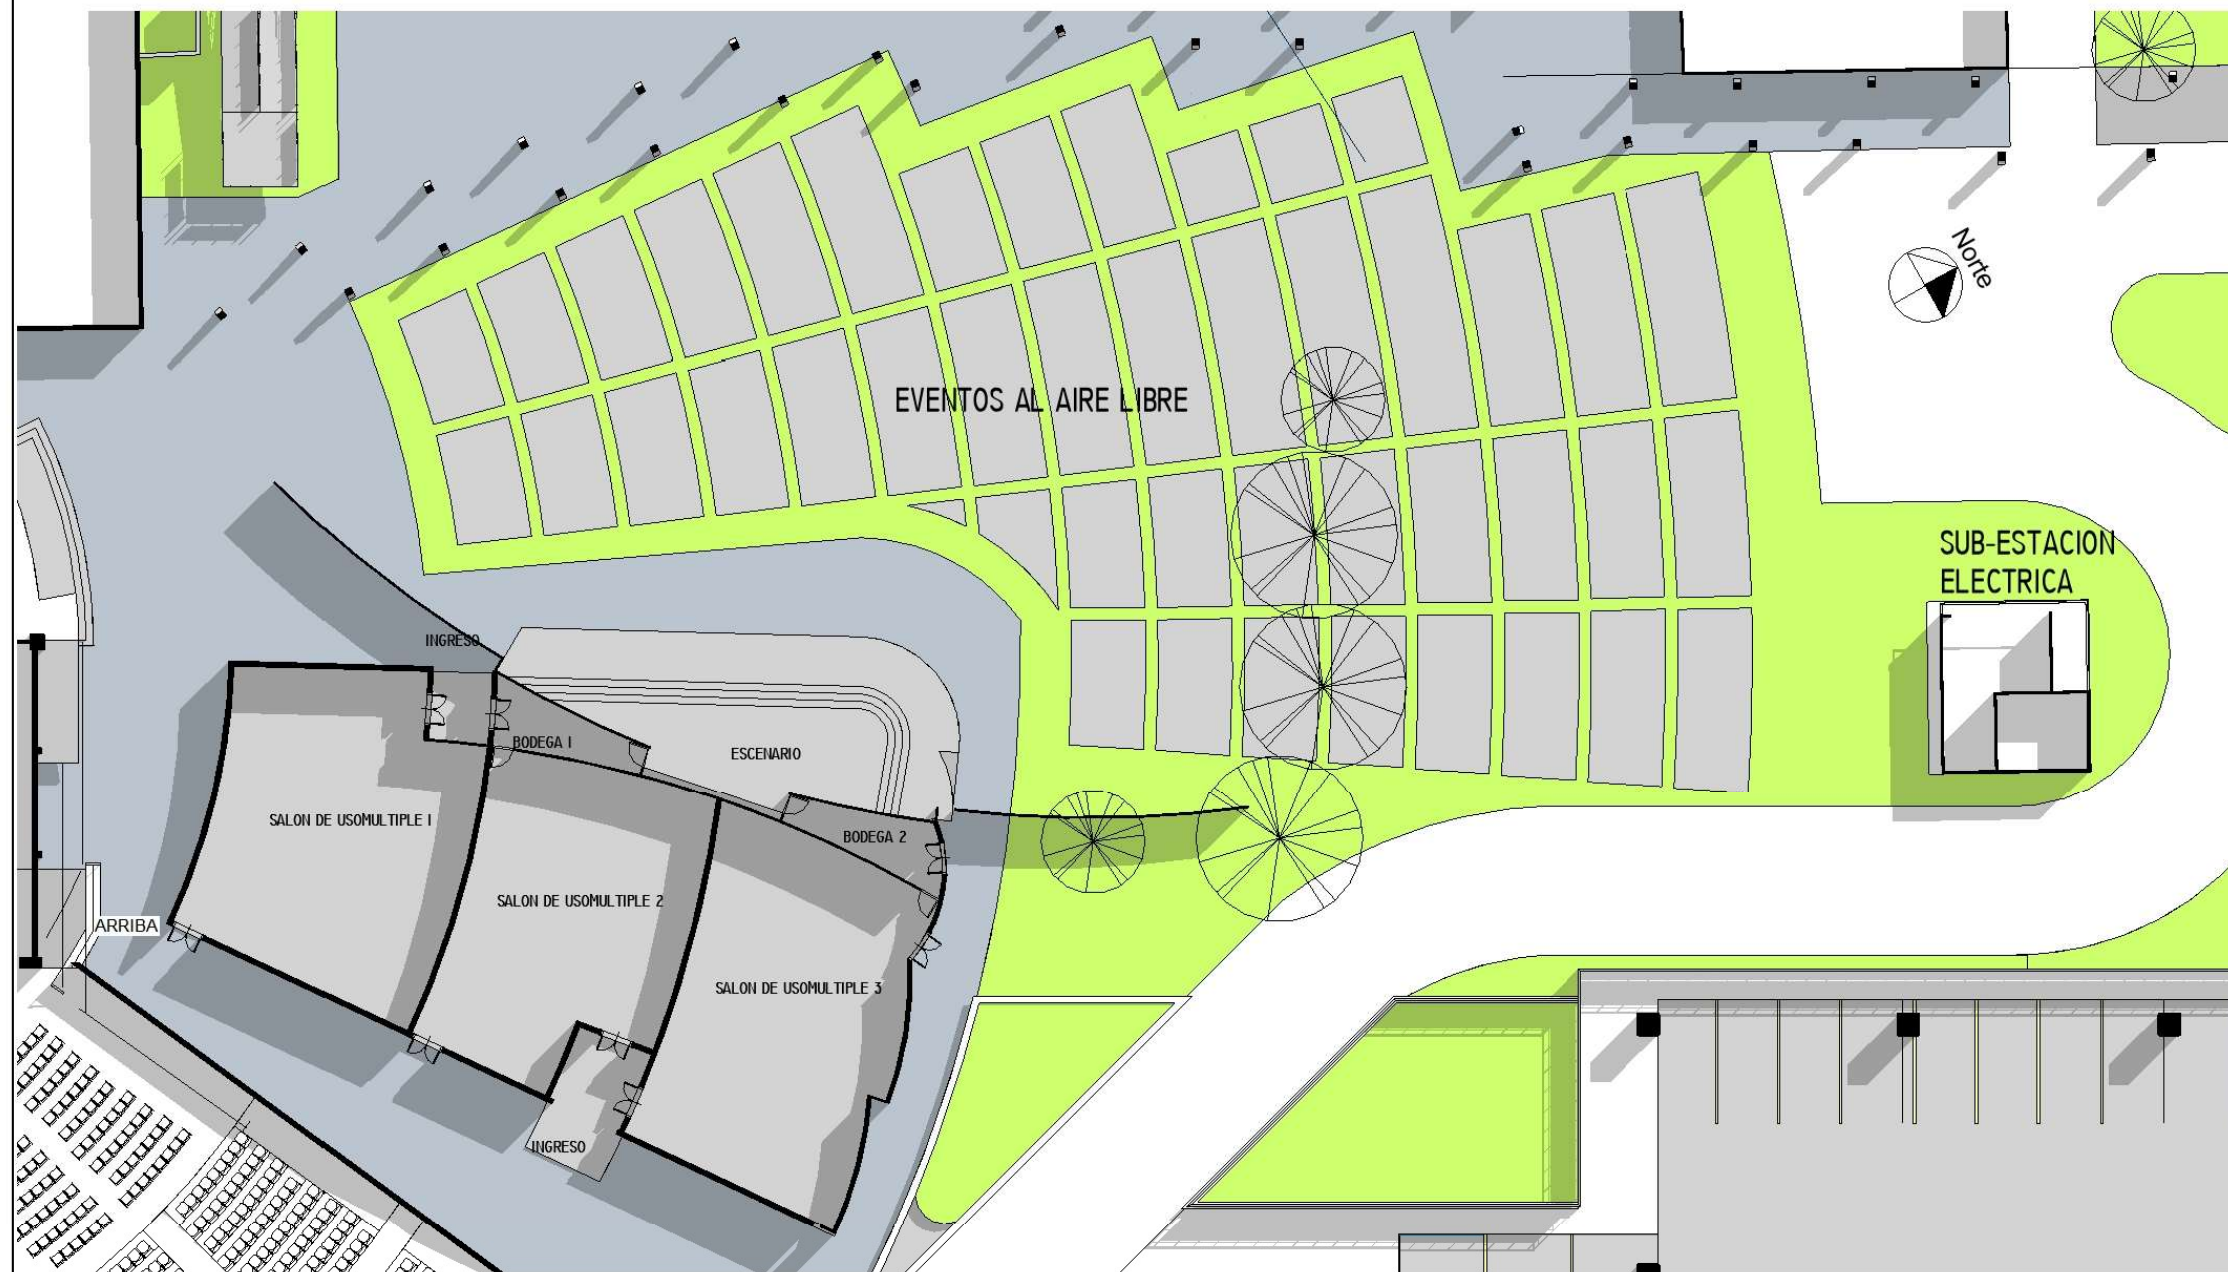 Norte
EVENTOS AL AIRE LIBRE
SUB-ESTACION
ELECTRICA
INGRESO
BODEGA 1
ESCENARIO
SALON DE USOMULTIPLE 1
BODEGA 2
SALON DE USOMULTIPLE 2
ARRIBA
SALON DE USOMULTIPLE 3
INGRESO